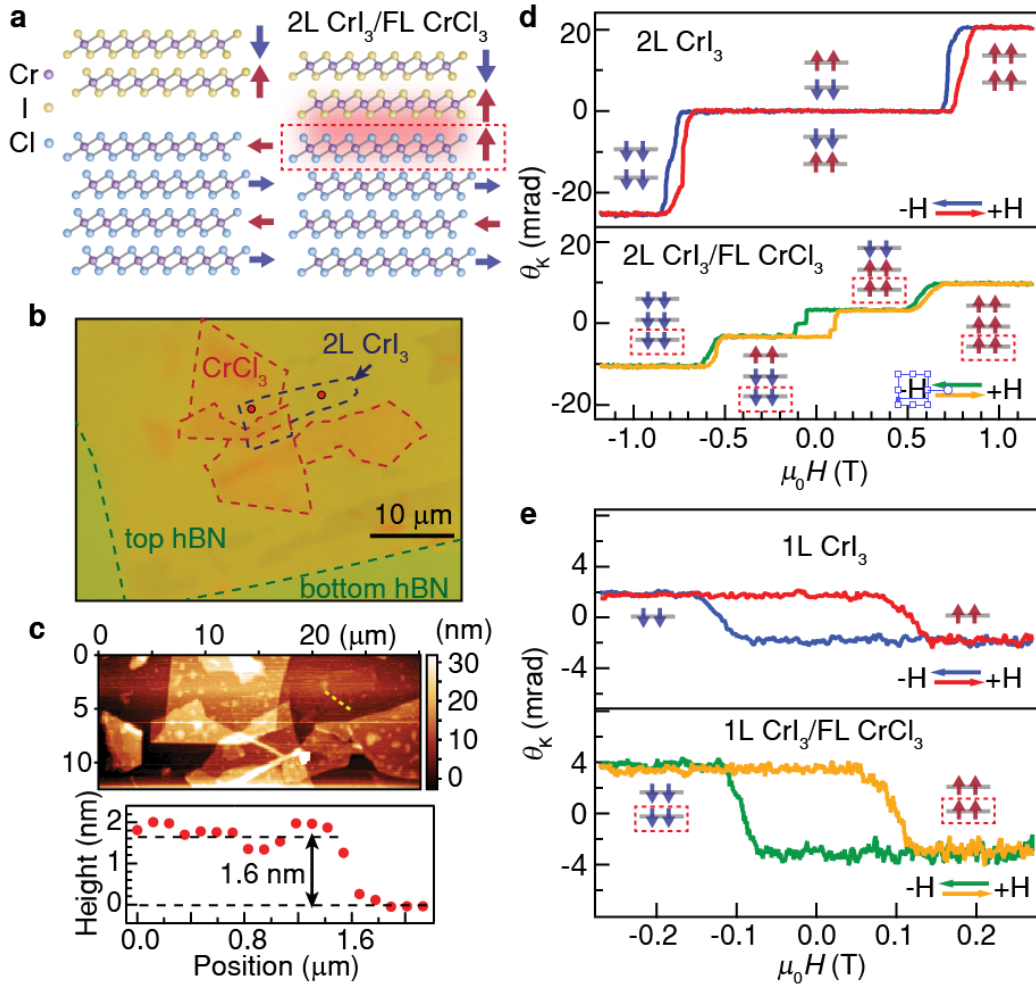 a
2L CrI3/FL CrCl3
Cr
I
Cl
b
CrCl3
2L CrI3
10 μm
top hBN
bottom hBN
c
0 10 20 (μm) (nm)
0
5
10
30
20
10
0
Height (nm)
2
1
0
1.6 nm
0.0 0.8 1.6
Position (μm)
d
θK (mrad)
20
0
-20
2L CrI3
-H +H
20
0
-20
2L CrI3/FL CrCl3
-H +H
-1.0 -0.5 0.0 0.5 1.0
μ0H (T)
e
θK (mrad)
4
0
-4
1L CrI3
-H +H
4
0
-4
1L CrI3/FL CrCl3
-H +H
-0.2 -0.1 0.0 0.1 0.2
μ0H (T)